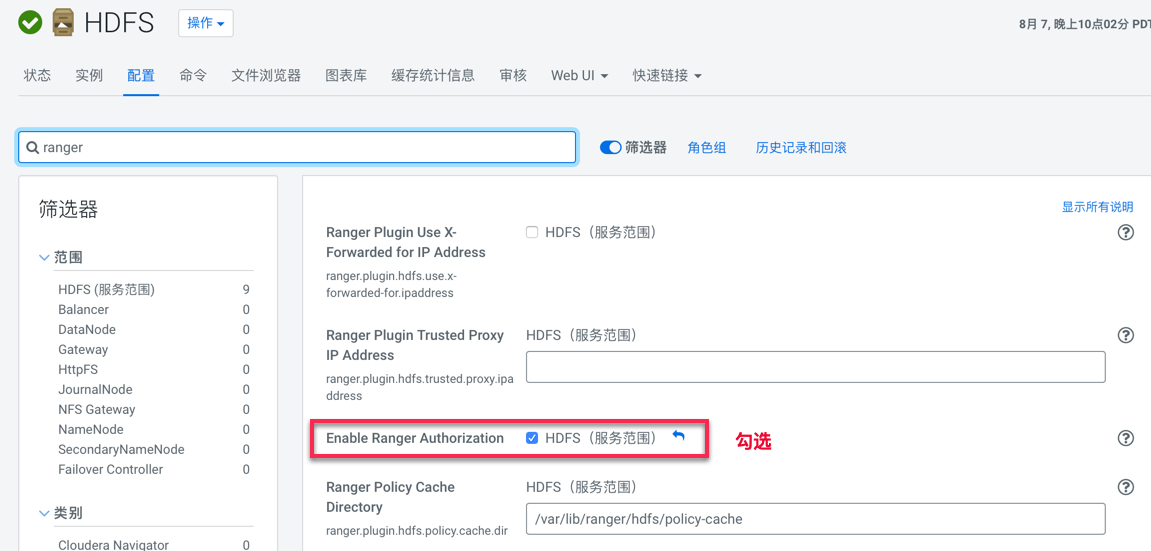 HDFS 操作
8月 7, 晚上10点02分 PDT
状态 实例 配置 命令 文件浏览器 图表库 缓存统计信息 审核 Web UI 快速链接
ranger 筛选器 角色组 历史记录和回滚
筛选器
范围
HDFS (服务范围) 9
Balancer 0
DataNode 0
Gateway 0
HttpFS 0
JournalNode 0
NFS Gateway 0
NameNode 0
SecondaryNameNode 0
Failover Controller 0
类别
Cloudera Navigator 0
显示所有说明
Ranger Plugin Use X-
Forwarded for IP Address
ranger.plugin.hdfs.use.x-
forwarded-for.ipaddress
HDFS（服务范围）
Ranger Plugin Trusted Proxy
IP Address
ranger.plugin.hdfs.trusted.proxy.ipa
ddress
HDFS（服务范围）
Enable Ranger Authorization HDFS（服务范围） 勾选
Ranger Policy Cache
Directory
ranger.plugin.hdfs.policy.cache.dir
HDFS（服务范围）
/var/lib/ranger/hdfs/policy-cache